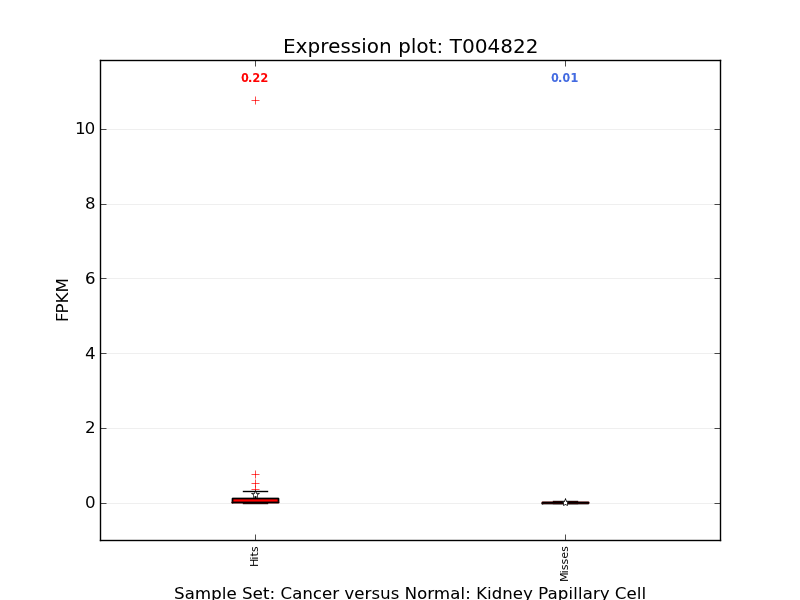 Expression plot: T004822
0.22
0.01
10
8
6
4
2
0
FPKM
Hits
Misses
Sample Set: Cancer versus Normal: Kidney Papillary Cell